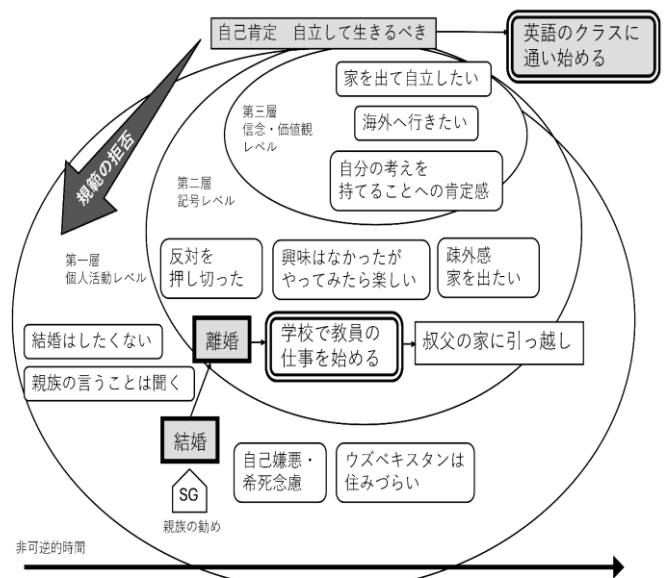 自己肯定　自立して生きるべき
英語のクラスに
通い始める
家を出て自立したい
第三層
信念・価値観
レベル
海外へ行きたい
規範の拒否
自分の考えを
持てることへの肯定感
第二層
記号レベル
第一層
個人活動レベル
反対を
押し切った
興味はなかったが
やってみたら楽しい
疎外感
家を出たい
結婚はしたくない
離婚
学校で教員の
仕事を始める
叔父の家に引っ越し
親族の言うことは聞く
結婚
自己嫌悪・
希死念慮
ウズベキスタンは
住みづらい
SG
親族の勧め
非可逆的時間